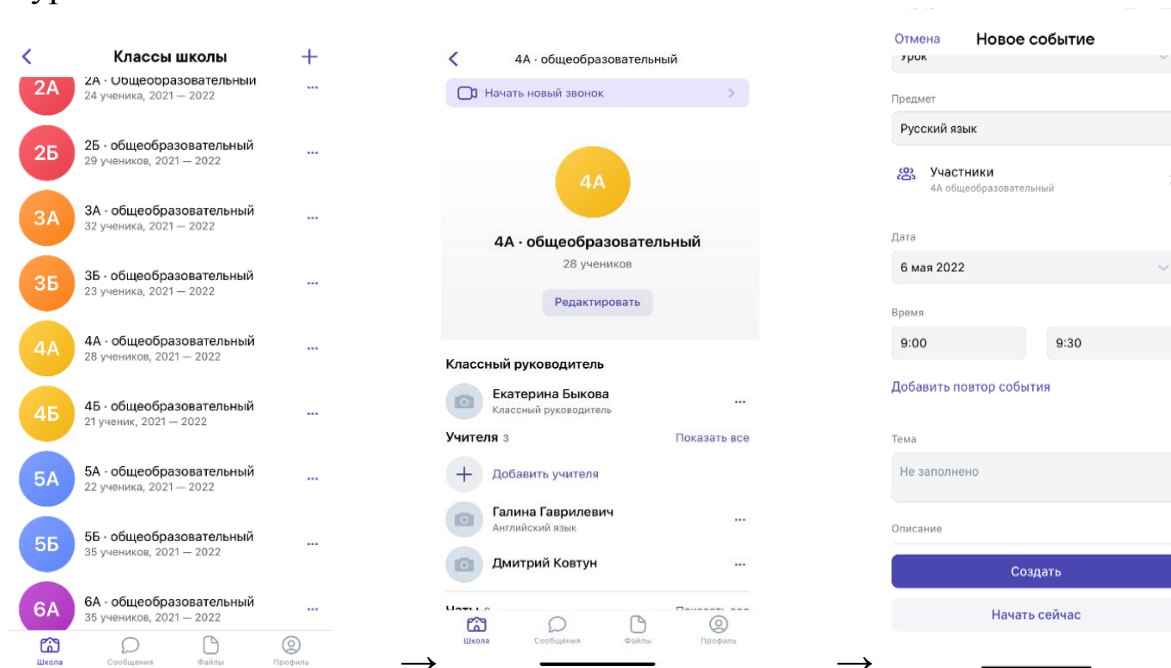 Классы школы
2А
2А · Общеобразовательный
24 ученика, 2021 — 2022
2Б
2Б · общеобразовательный
29 учеников, 2021 — 2022
3А
3А · общеобразовательный
32 ученика, 2021 — 2022
3Б
3Б · общеобразовательный
23 ученика, 2021 — 2022
4А
4А · общеобразовательный
28 учеников, 2021 — 2022
4Б
4Б · общеобразовательный
21 ученик, 2021 — 2022
5А
5А · общеобразовательный
22 ученика, 2021 — 2022
5Б
5Б · общеобразовательный
35 учеников, 2021 — 2022
6А
6А · общеобразовательный
35 учеников, 2021 — 2022
Школа Сообщения Файлы Профиль
→
4А · общеобразовательный
Начать новый звонок
4А
4А · общеобразовательный
28 учеников
Редактировать
Классный руководитель
Екатерина Быкова
Классный руководитель
Учителя 3 Показать все
Добавить учителя
Галина Гаврилевич
Английский язык
Дмитрий Ковтун
Чаты Показать все
Школа Сообщения Файлы Профиль
→
Отмена Новое событие
Урок
Предмет
Русский язык
Участники
4А общеобразовательный
Дата
6 мая 2022
Время
9:00 9:30
Добавить повтор события
Тема
Не заполнено
Описание
Создать
Начать сейчас